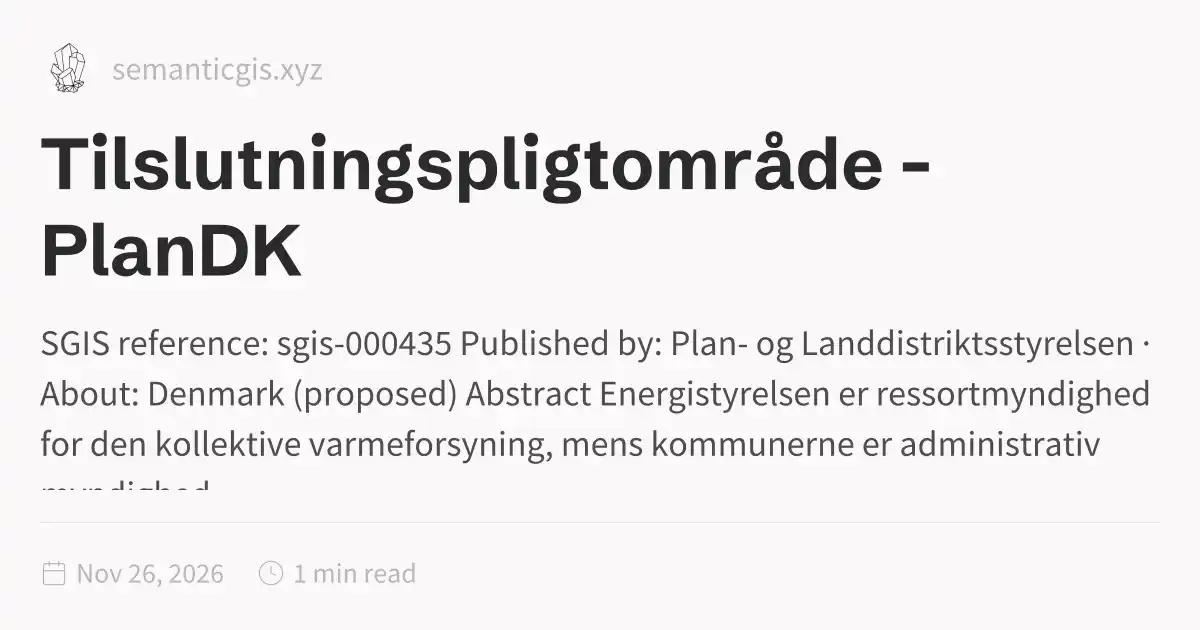 semanticgis.xyz
Tilslutningspligtområde -
PlanDK
SGIS reference: sgis-000435 Published by: Plan- og Landdistriktsstyrelsen ·
About: Denmark (proposed) Abstract Energistyrelsen er ressortmyndighed
for den kollektive varmeforsyning, mens kommunerne er administrativ
Nov 26, 2026
1 min read